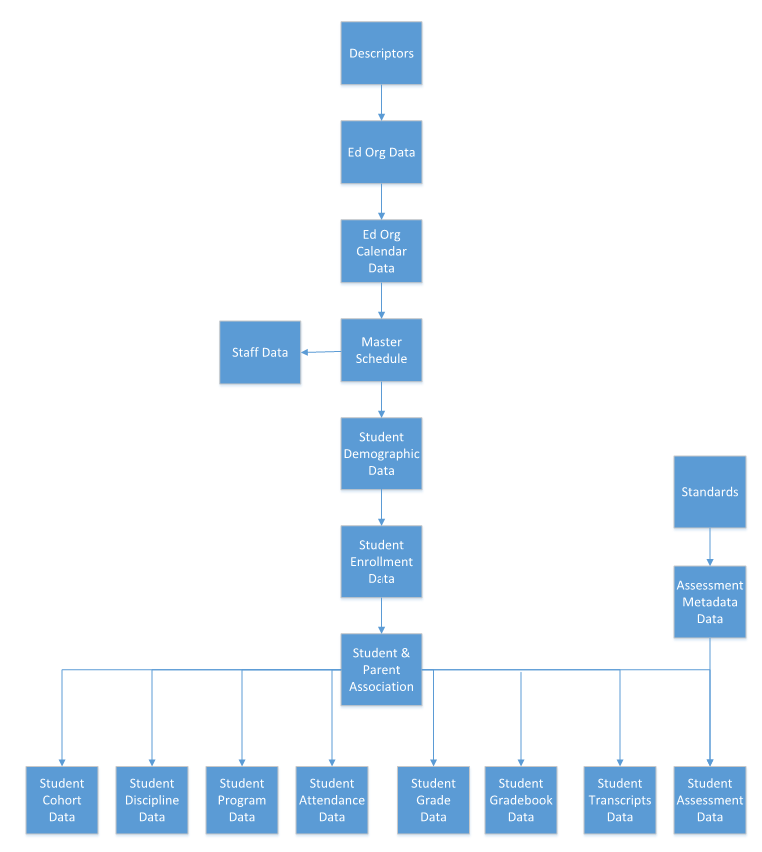 Descriptors
Ed Org Data
Ed Org
Calendar
Data
Master
Schedule
Staff Data
Student
Demographic
Data
Standards
Student
Enrollment
Data
Assessment
Metadata
Data
Student &
Parent
Association
Student
Cohort
Data
Student
Discipline
Data
Student
Program
Data
Student
Attendance
Data
Student
Grade
Data
Student
Gradebook
Data
Student
Transcripts
Data
Student
Assessment
Data